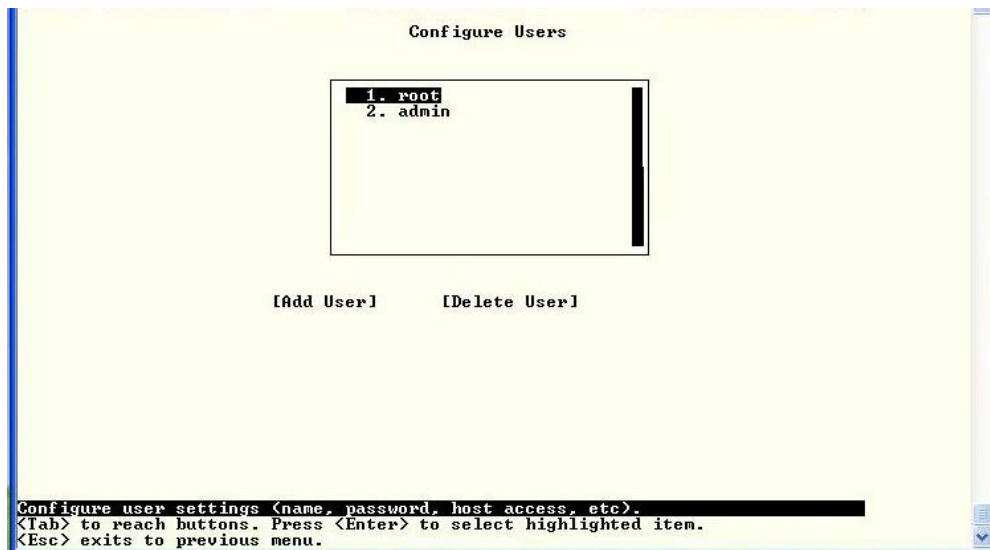 Configure Users
1. root
2. admin
[Add User] [Delete User]
Configure user settings (name, password, host access, etc).
<Tab> to reach buttons. Press <Enter> to select highlighted item.
<Esc> exits to previous menu.